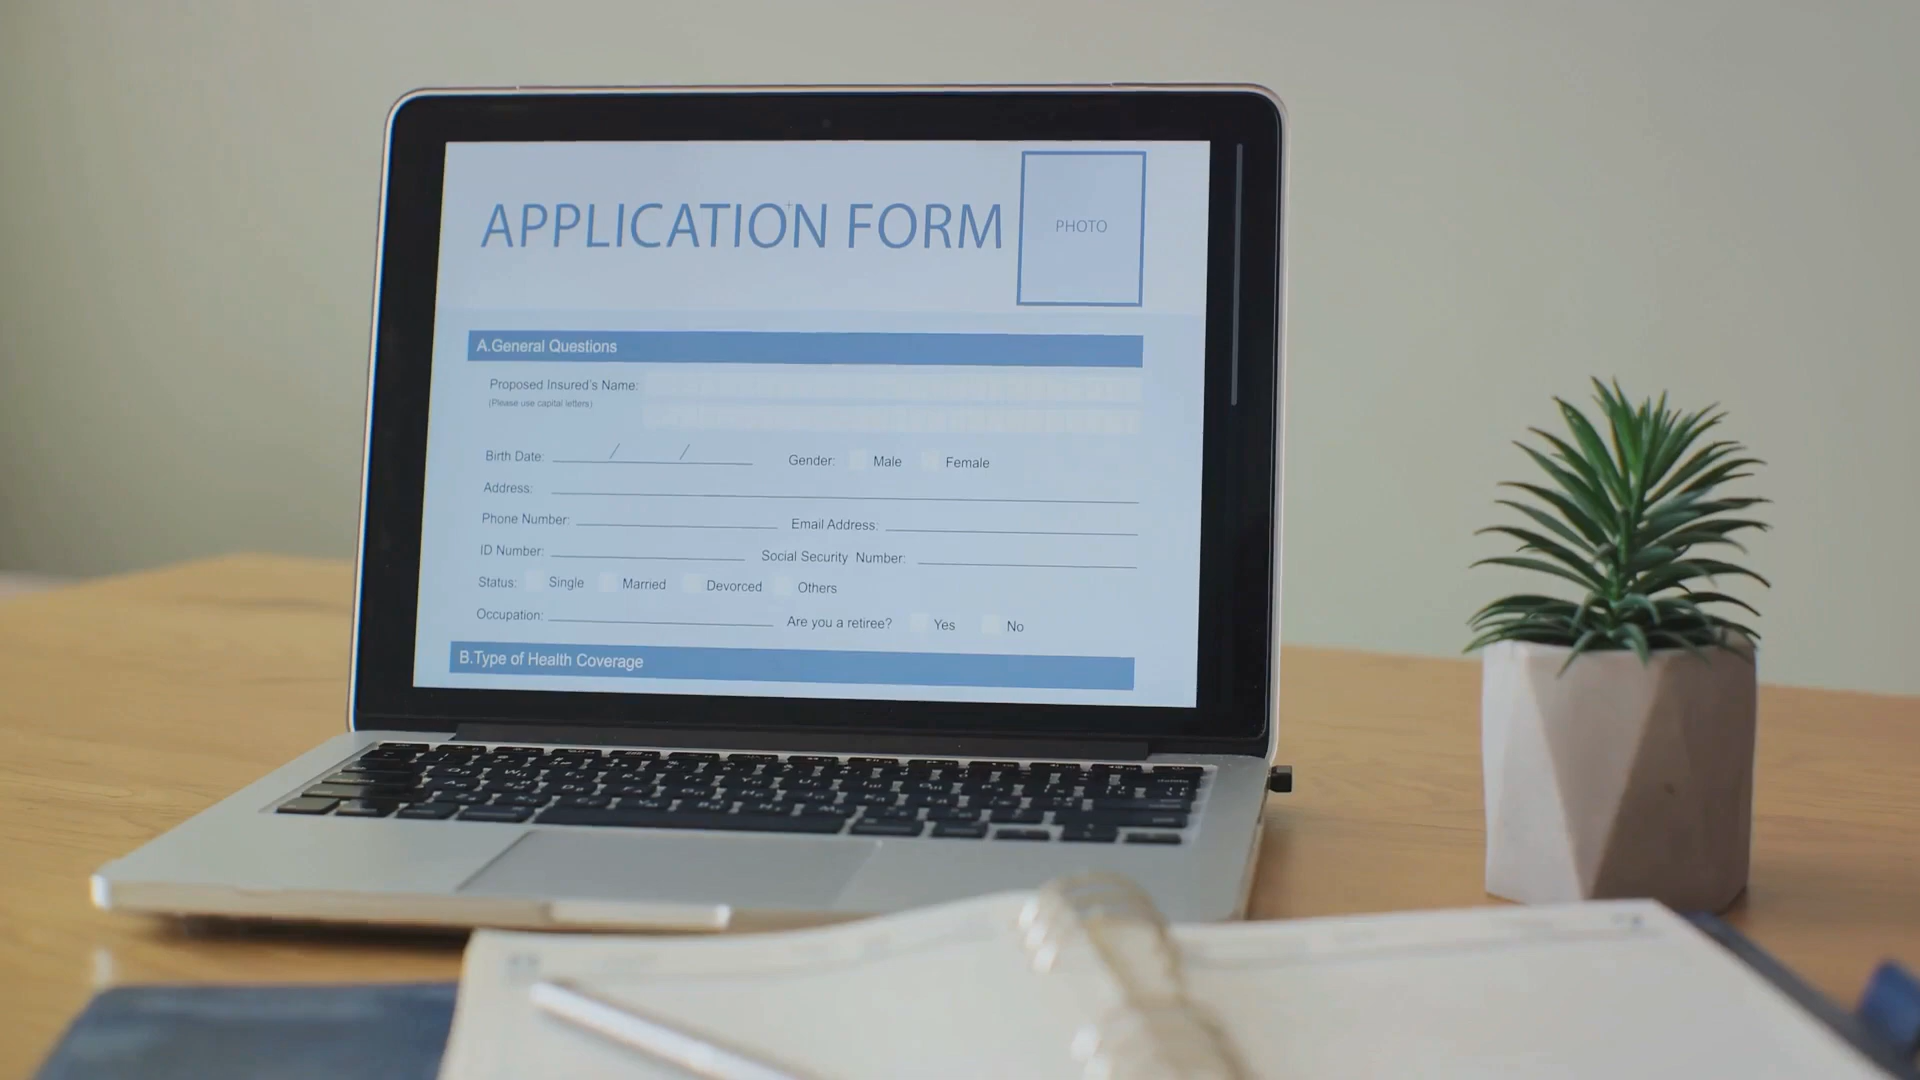 APPLICATION FORM
PHOTO
A.General Questions
Proposed Insured's Name:
(Please use capital letters)
Birth Date: / / Gender: Male Female
Address:
Phone Number: Email Address:
ID Number: Social Security Number:
Status: Single Married Devorced Others
Occupation: Are you a retiree? Yes No
B.Type of Health Coverage